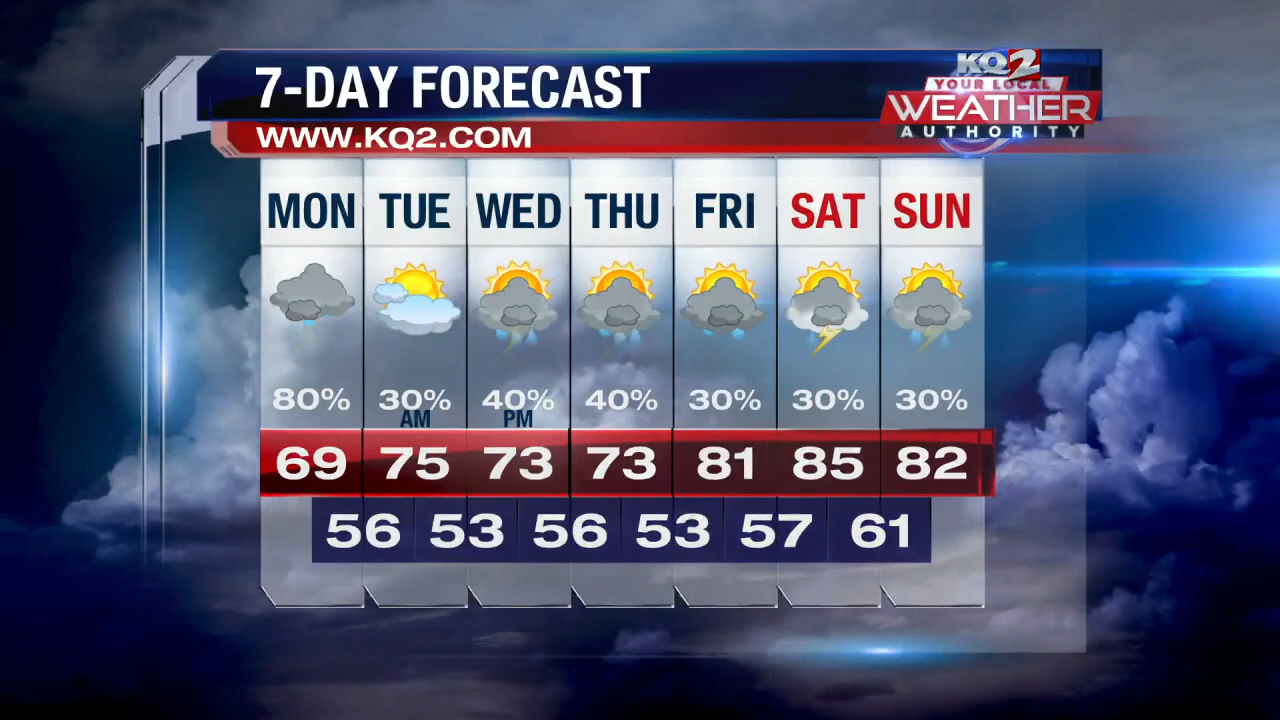 7-DAY FORECAST
WWW.KQ2.COM
KQ2
YOUR LOCAL
WEATHER
AUTHORITY
MON TUE WED THU FRI SAT SUN
80% 30% 40% 40% 30% 30% 30%
AM PM
69 75 73 73 81 85 82
56 53 56 53 57 61